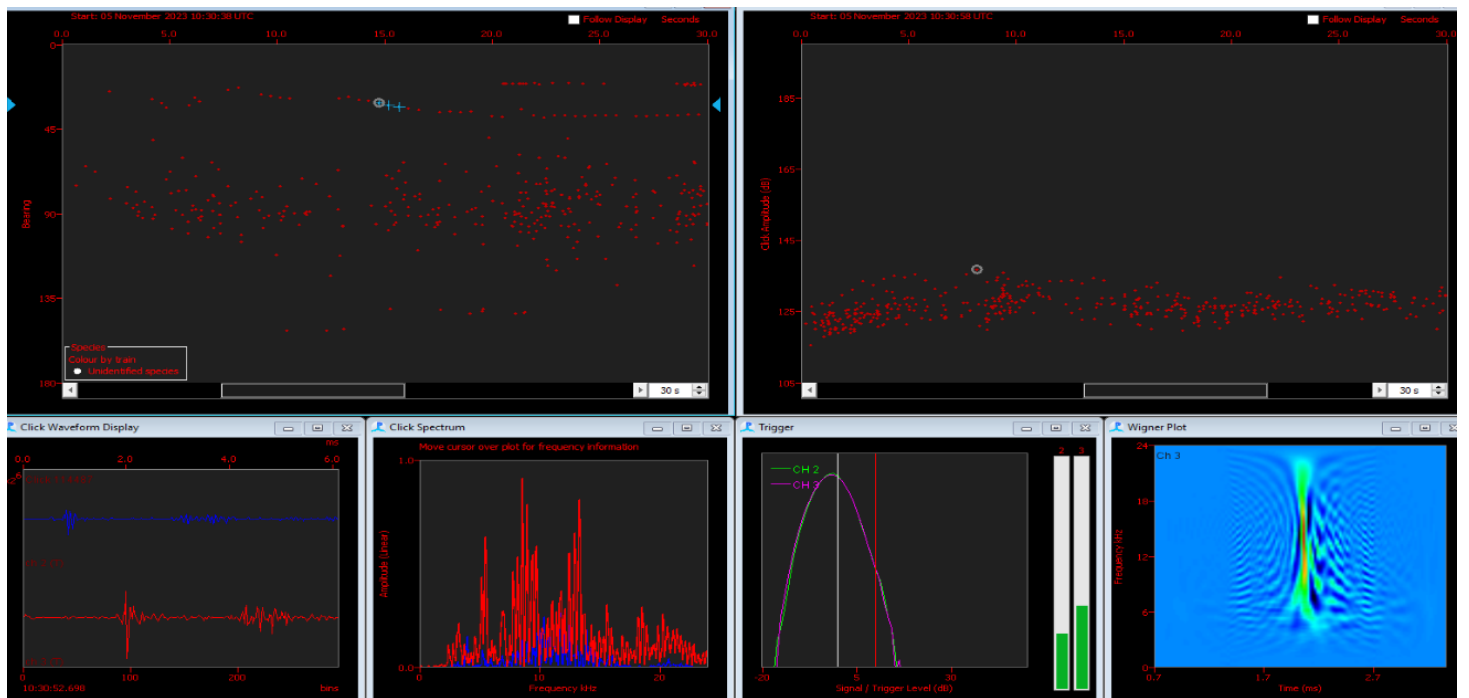 Start: 05 November 2023 10:30:38 UTC
Follow Display Seconds
0.0 5.0 10.0 15.0 20.0 25.0 30.0
0
45
90
135
180
Bearing
Species
Colour by train
Unidentified species
30 s
Start: 05 November 2023 10:30:58 UTC
Follow Display Seconds
5.0 10.0 15.0 20.0 25.0 30.0
185
165
145
125
105
Click Amplitude (dB)
30 s
Click Waveform Display
ms
0.0 2.0 4.0 6.0
0 100 200
10:30:52,698 bins
Click Spectrum
Move cursor over plot for frequency information
1.0
0.0
Amplitude (Linear)
0 10 20
Frequency kHz
Trigger
2 3
CH 2
CH 3
-20 5 30
Signal / Trigger Level (dB)
Wigner Plot
Ch 3
24
18
12
6
0
Frequency kHz
0.7 1.7 2.7
Time (ms)